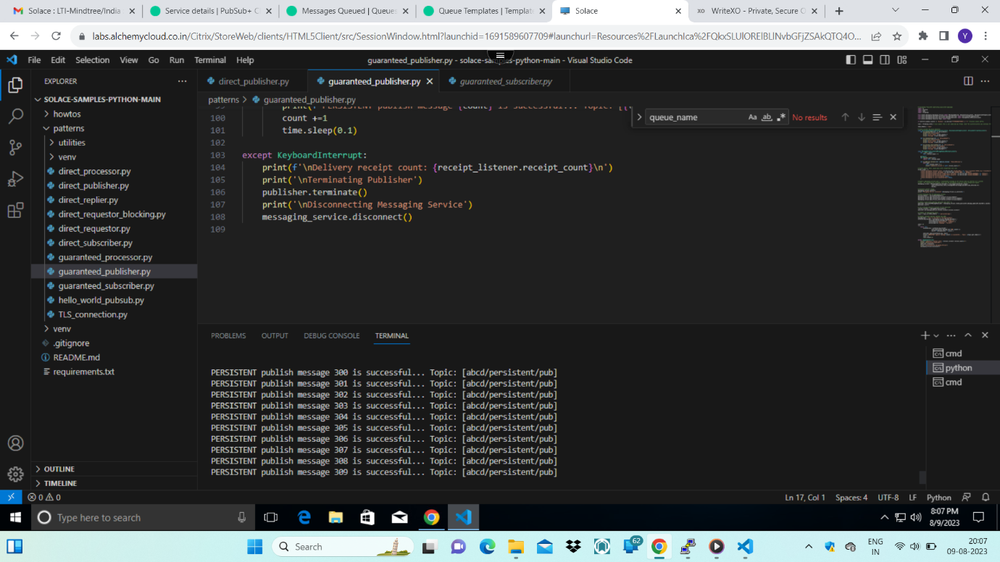 Solace : LTI-Mindtree/India
Service details | PubSub+ C
Messages Queued | Queues
Queue Templates | Templat
Solace
WriteXO - Private, Secure O
labs.alchemycloud.co.in/Citrix/StoreWeb/clients/HTML5Client/src/SessionWindow.html?launchid=1691589607709#launchurl=Resources%2FLaunchIca%2FQkxSLUlORElBLlNvbGFjZSAkQTQ4O...
Y
File Edit Selection View Go Run Terminal Help
guaranteed_publisher.py - solace-samples-python-main - Visual Studio Code
EXPLORER
direct_publisher.py
guaranteed_publisher.py
guaranteed_subscriber.py
SOLACE-SAMPLES-PYTHON-MAIN
howtos
patterns
utilities
venv
direct_processor.py
direct_publisher.py
direct_replier.py
direct_requestor_blocking.py
direct_requestor.py
direct_subscriber.py
guaranteed_processor.py
guaranteed_publisher.py
guaranteed_subscriber.py
hello_world_pubsub.py
TLS_connection.py
venv
.gitignore
README.md
requirements.txt
OUTLINE
TIMELINE
patterns > guaranteed_publisher.py
queue_name
Aa ab
No results
100 count +=1
101 time.sleep(0.1)
102
103 except KeyboardInterrupt:
104 print(f'\nDelivery receipt count: {receipt_listener.receipt_count}\n')
105 print('\nTerminating Publisher')
106 publisher.terminate()
107 print('\nDisconnecting Messaging Service')
108 messaging_service.disconnect()
109
PROBLEMS OUTPUT DEBUG CONSOLE TERMINAL
cmd
python
cmd
PERSISTENT publish message 300 is successful... Topic: [abcd/persistent/pub]
PERSISTENT publish message 301 is successful... Topic: [abcd/persistent/pub]
PERSISTENT publish message 302 is successful... Topic: [abcd/persistent/pub]
PERSISTENT publish message 303 is successful... Topic: [abcd/persistent/pub]
PERSISTENT publish message 304 is successful... Topic: [abcd/persistent/pub]
PERSISTENT publish message 305 is successful... Topic: [abcd/persistent/pub]
PERSISTENT publish message 306 is successful... Topic: [abcd/persistent/pub]
PERSISTENT publish message 307 is successful... Topic: [abcd/persistent/pub]
PERSISTENT publish message 308 is successful... Topic: [abcd/persistent/pub]
PERSISTENT publish message 309 is successful... Topic: [abcd/persistent/pub]
0 0
Ln 17, Col 1 Spaces: 4 UTF-8 LF Python
Type here to search
8:07 PM
8/9/2023
Search
62
ENG
IN
20:07
09-08-2023